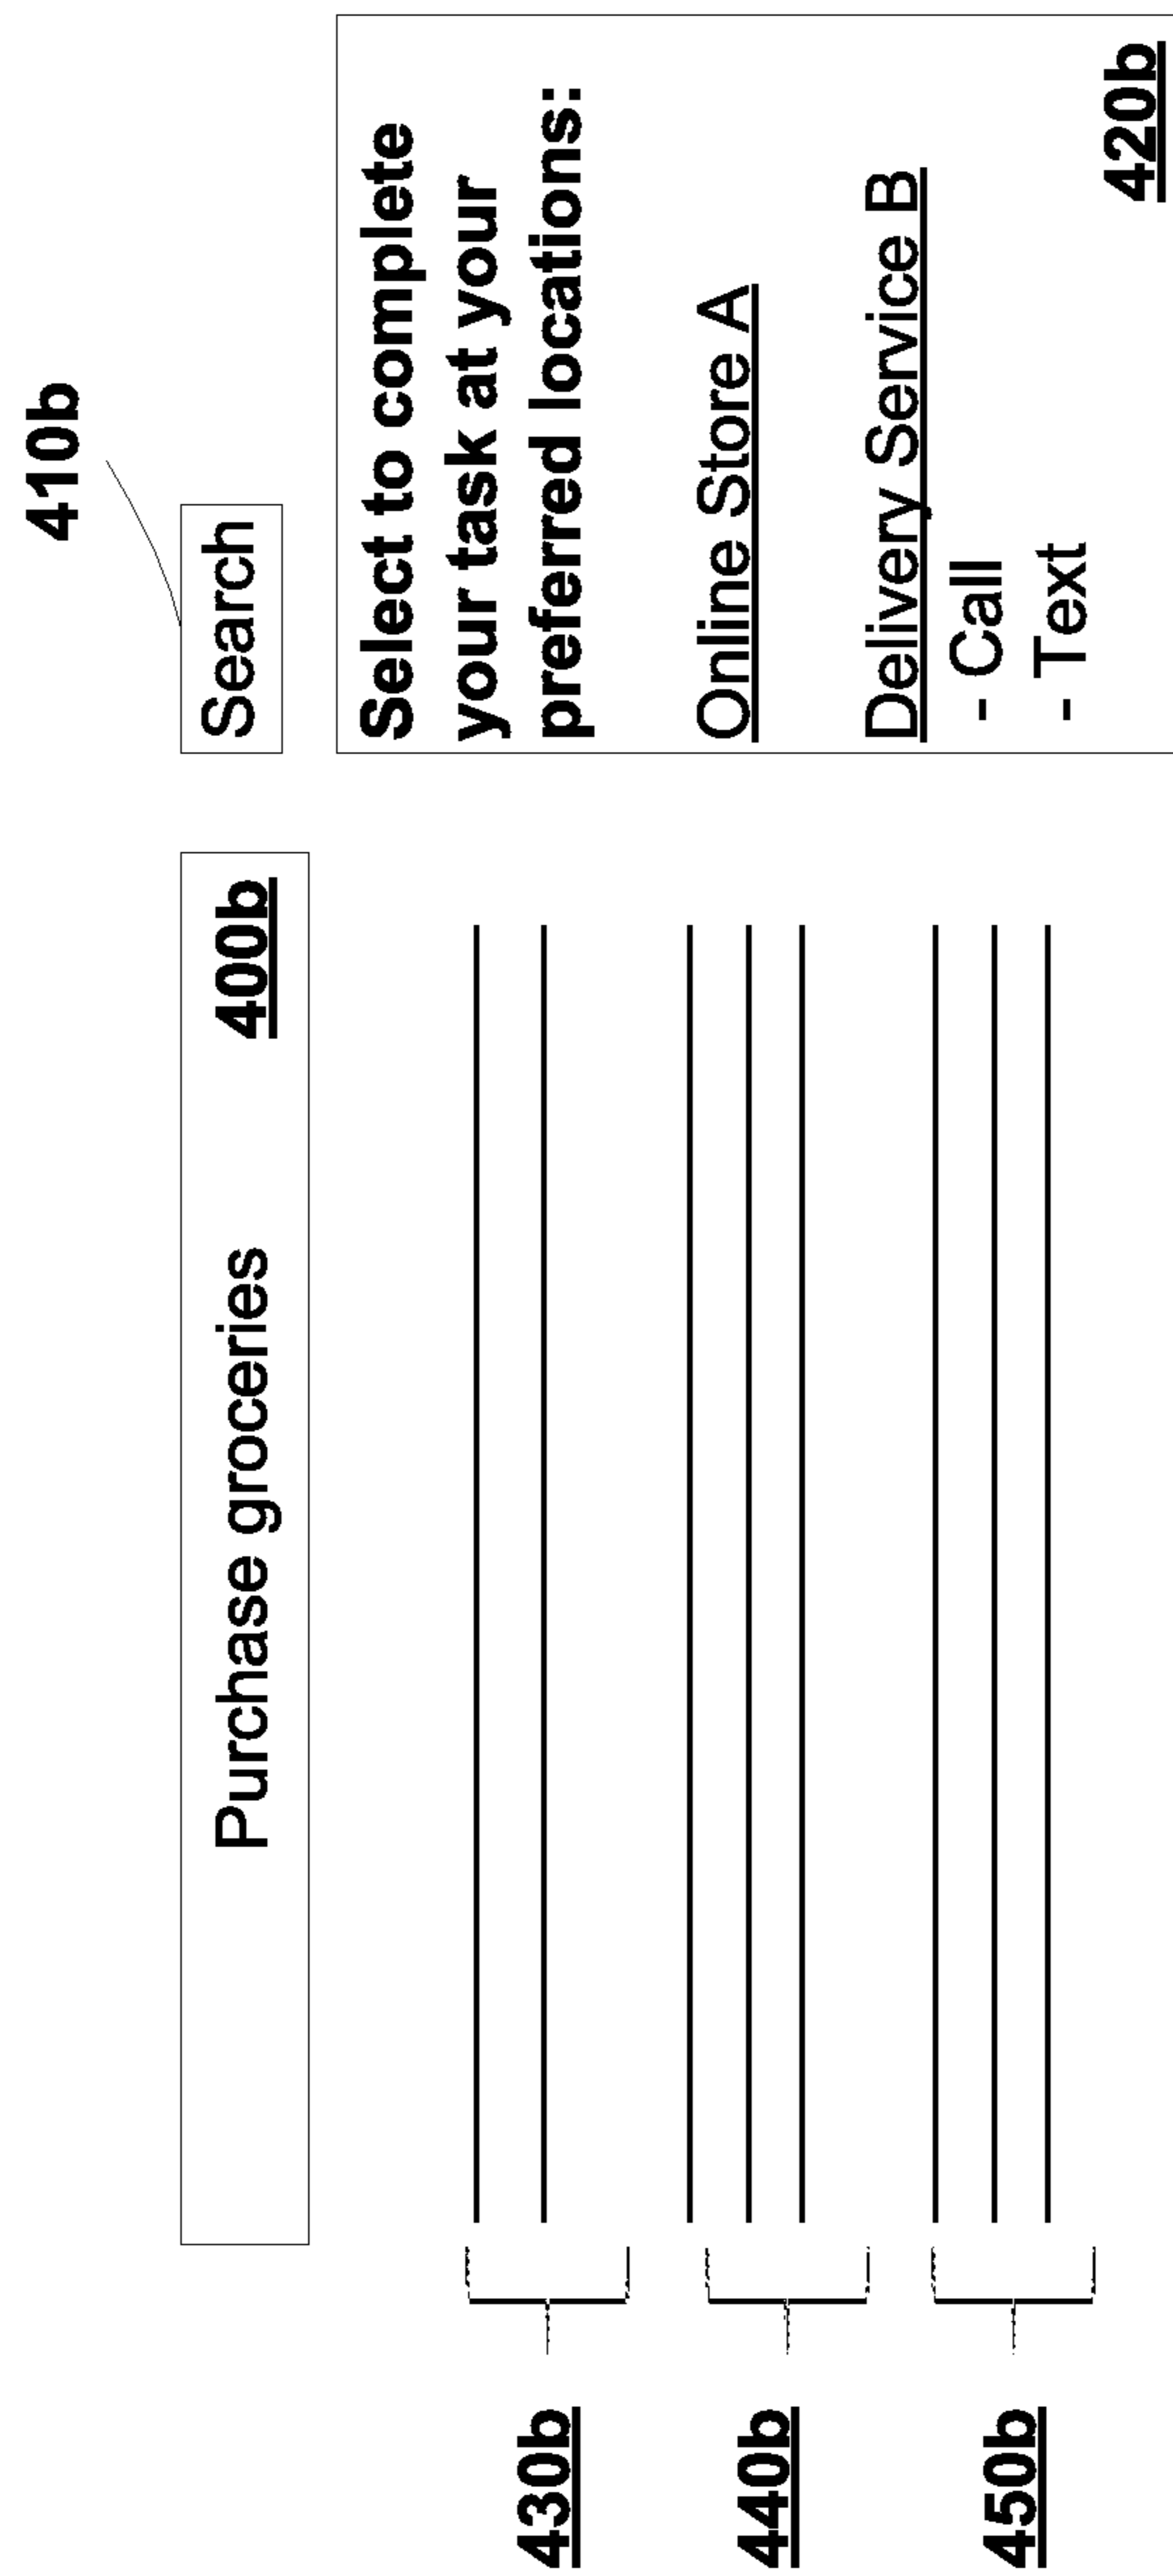 410b
Purchase groceries
400b
Search
Select to complete
your task at your
preferred locations:
Online Store A
Delivery Service B
- Call
- Text
420b
430b
440b
450b